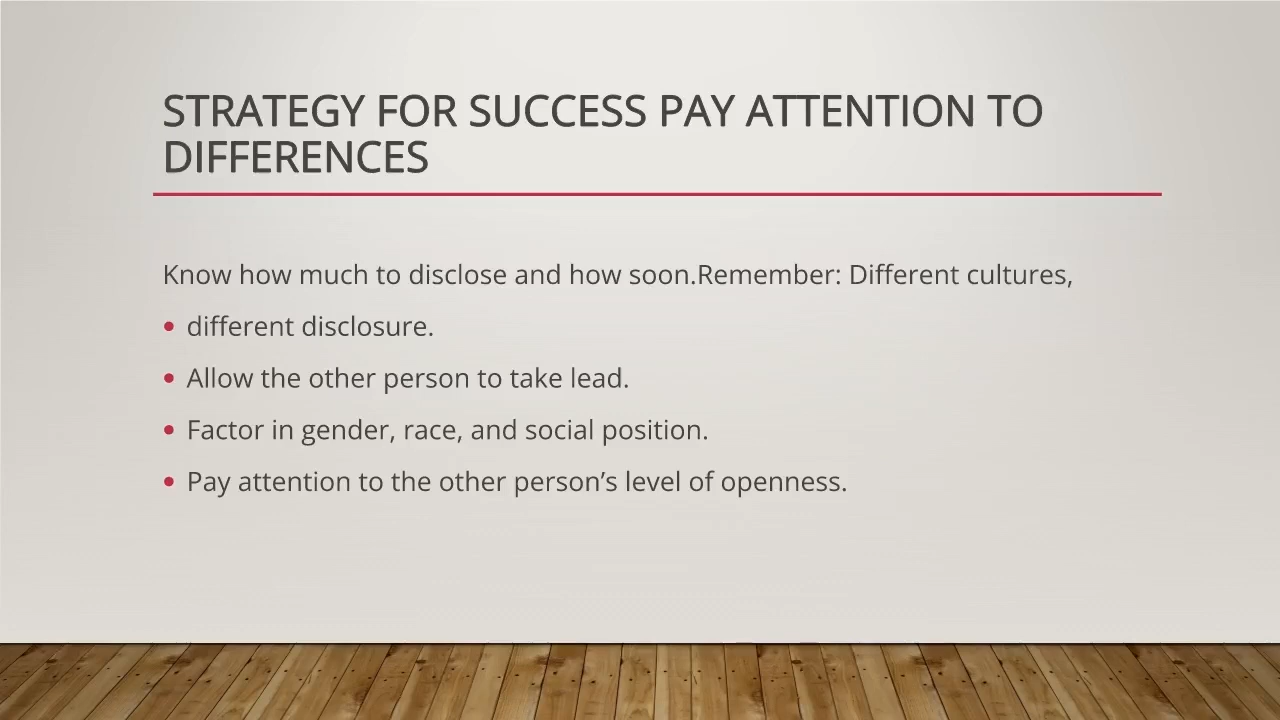 STRATEGY FOR SUCCESS PAY ATTENTION TO
DIFFERENCES
Know how much to disclose and how soon.Remember: Different cultures,
• different disclosure.
• Allow the other person to take lead.
• Factor in gender, race, and social position.
• Pay attention to the other person’s level of openness.